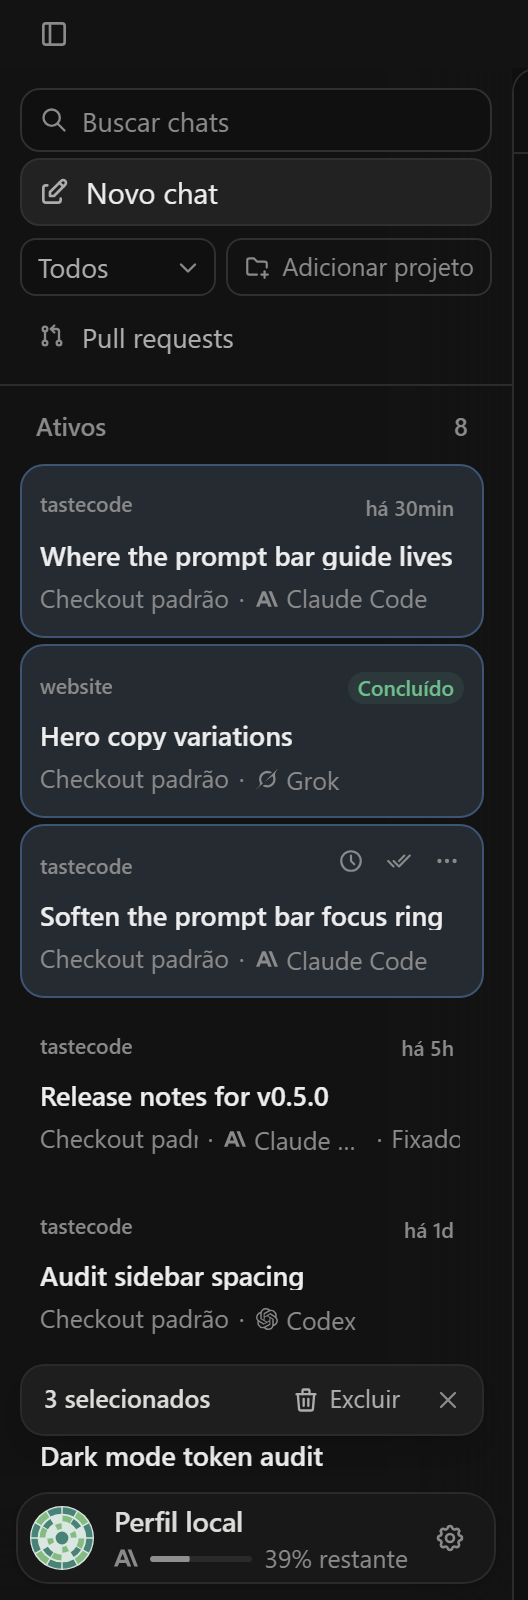 Buscar chats
Novo chat
Todos
Adicionar projeto
Pull requests
Ativos 8
tastecode há 30min
Where the prompt bar guide lives
Checkout padrão · Claude Code
website Concluído
Hero copy variations
Checkout padrão · Grok
tastecode
Soften the prompt bar focus ring
Checkout padrão · Claude Code
tastecode há 5h
Release notes for v0.5.0
Checkout padr · Claude ... · Fixado
tastecode há 1d
Audit sidebar spacing
Checkout padrão · Codex
3 selecionados Excluir
Dark mode token audit
Perfil local
39% restante